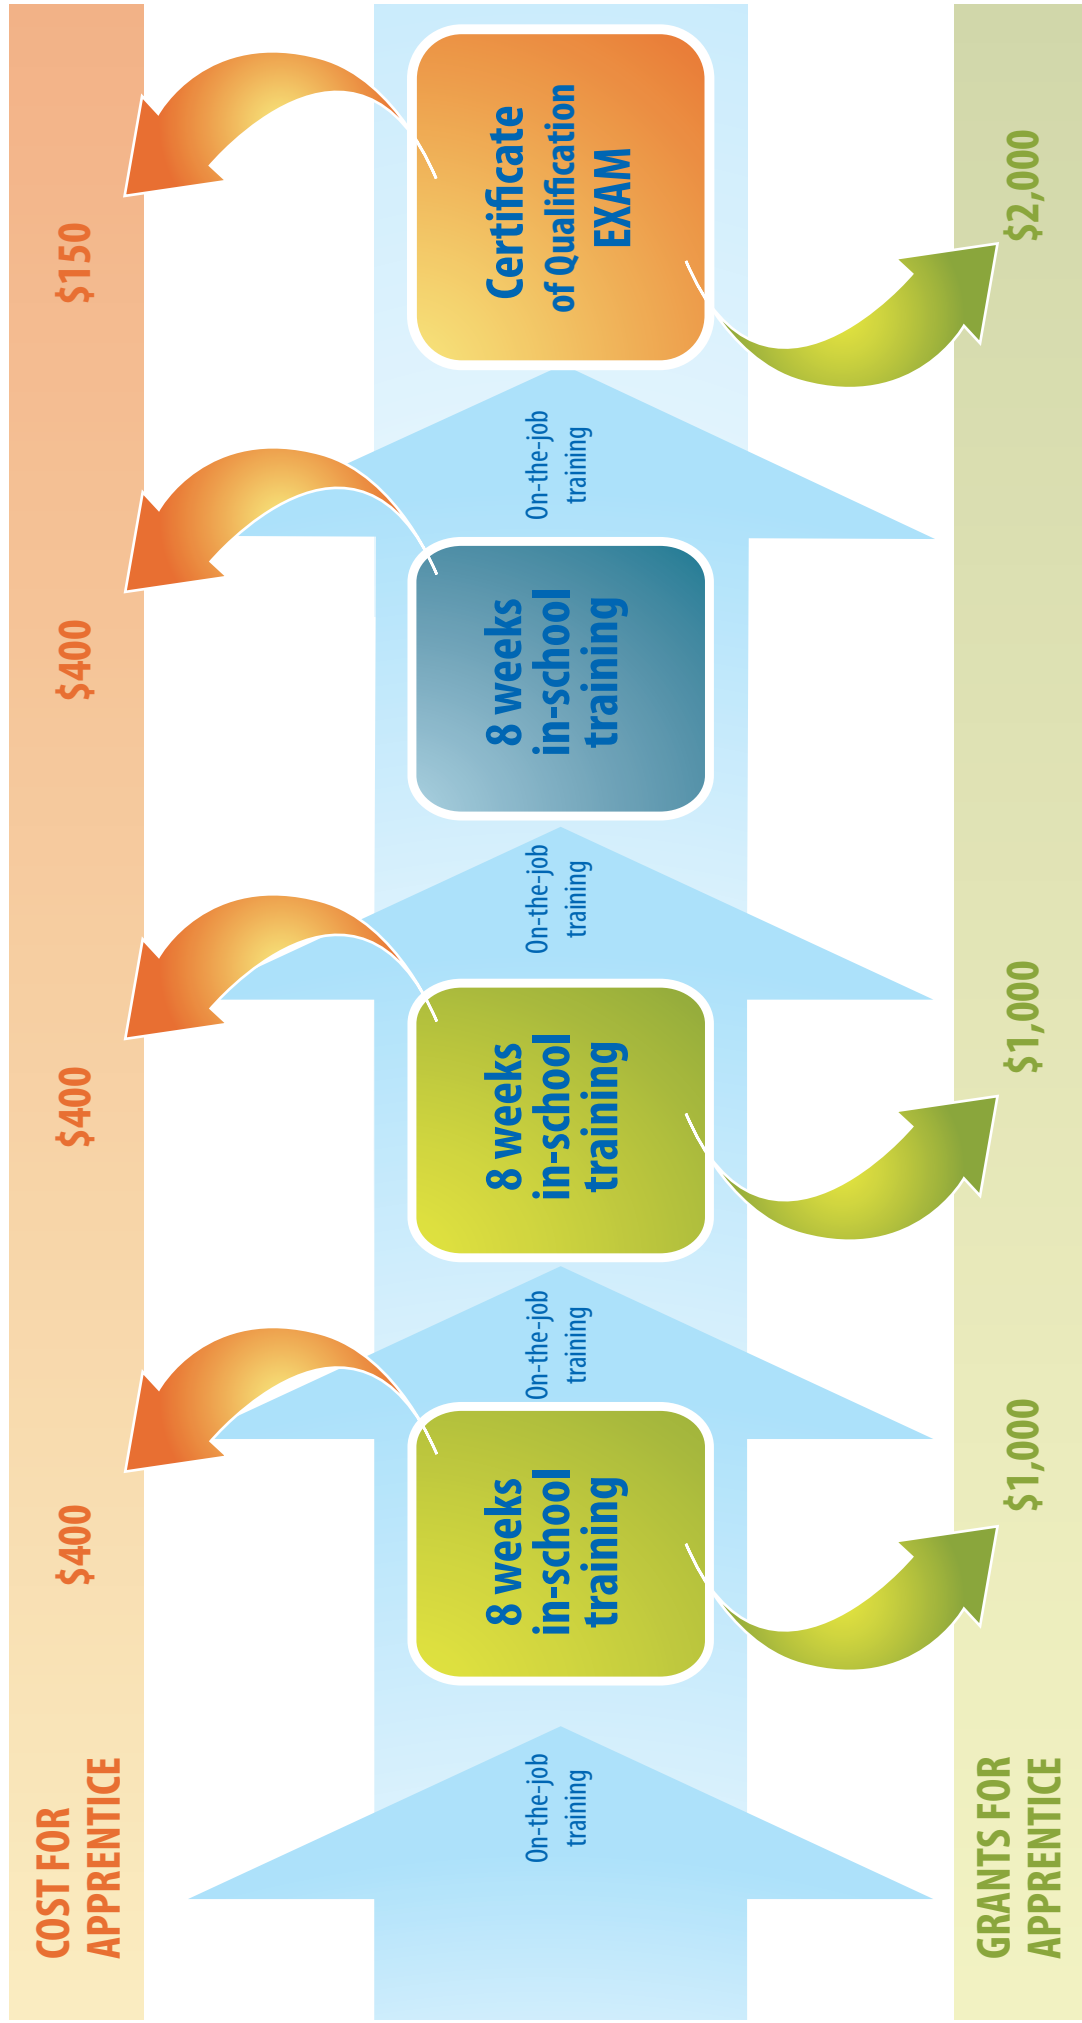 COST FOR
APPRENTICE
$400
$400
$400
$150
On-the-job
training
8 weeks
in-school
training
On-the-job
training
8 weeks
in-school
training
On-the-job
training
8 weeks
in-school
training
On-the-job
training
Certificate
of Qualification
EXAM
GRANTS FOR
APPRENTICE
$1,000
$1,000
$2,000